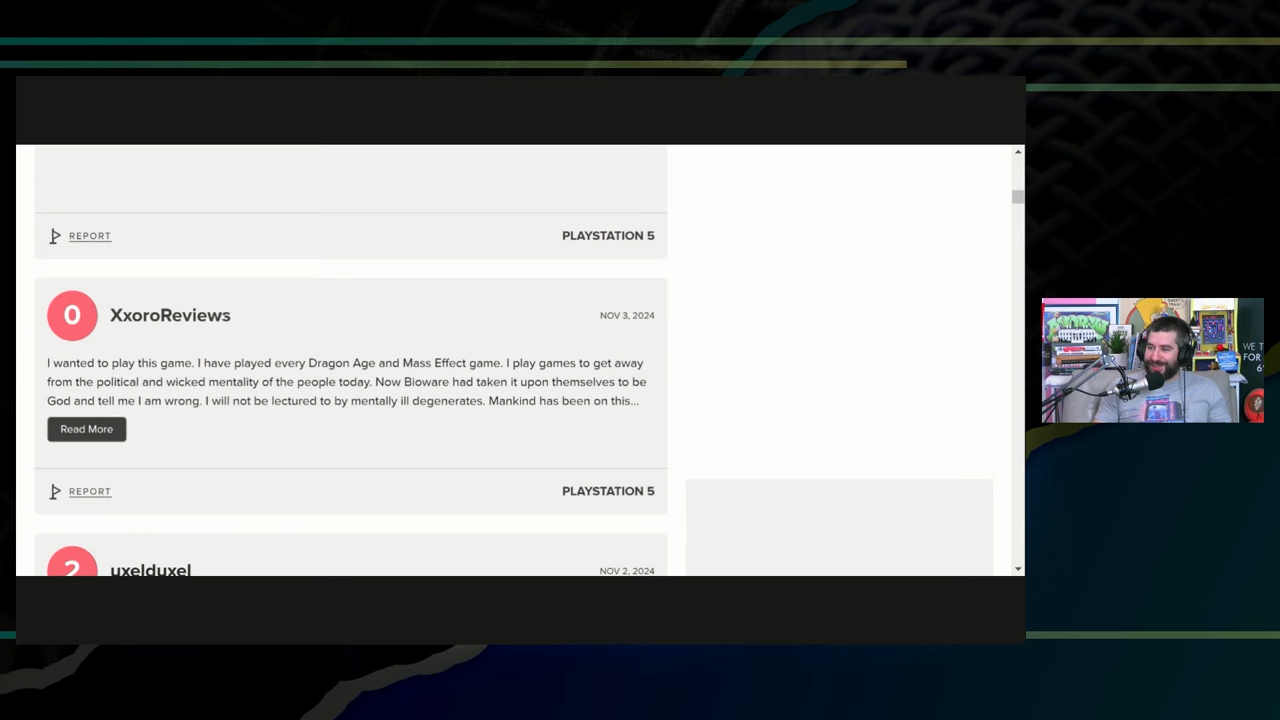 REPORT
PLAYSTATION 5
0
XxoroReviews
NOV 3, 2024
I wanted to play this game. I have played every Dragon Age and Mass Effect game. I play games to get away
from the political and wicked mentality of the people today. Now Bioware had taken it upon themselves to be
God and tell me I am wrong. I will not be lectured to by mentally ill degenerates. Mankind has been on this...
Read More
REPORT
PLAYSTATION 5
2
uxelduxel
NOV 2, 2024
WE T
FOR